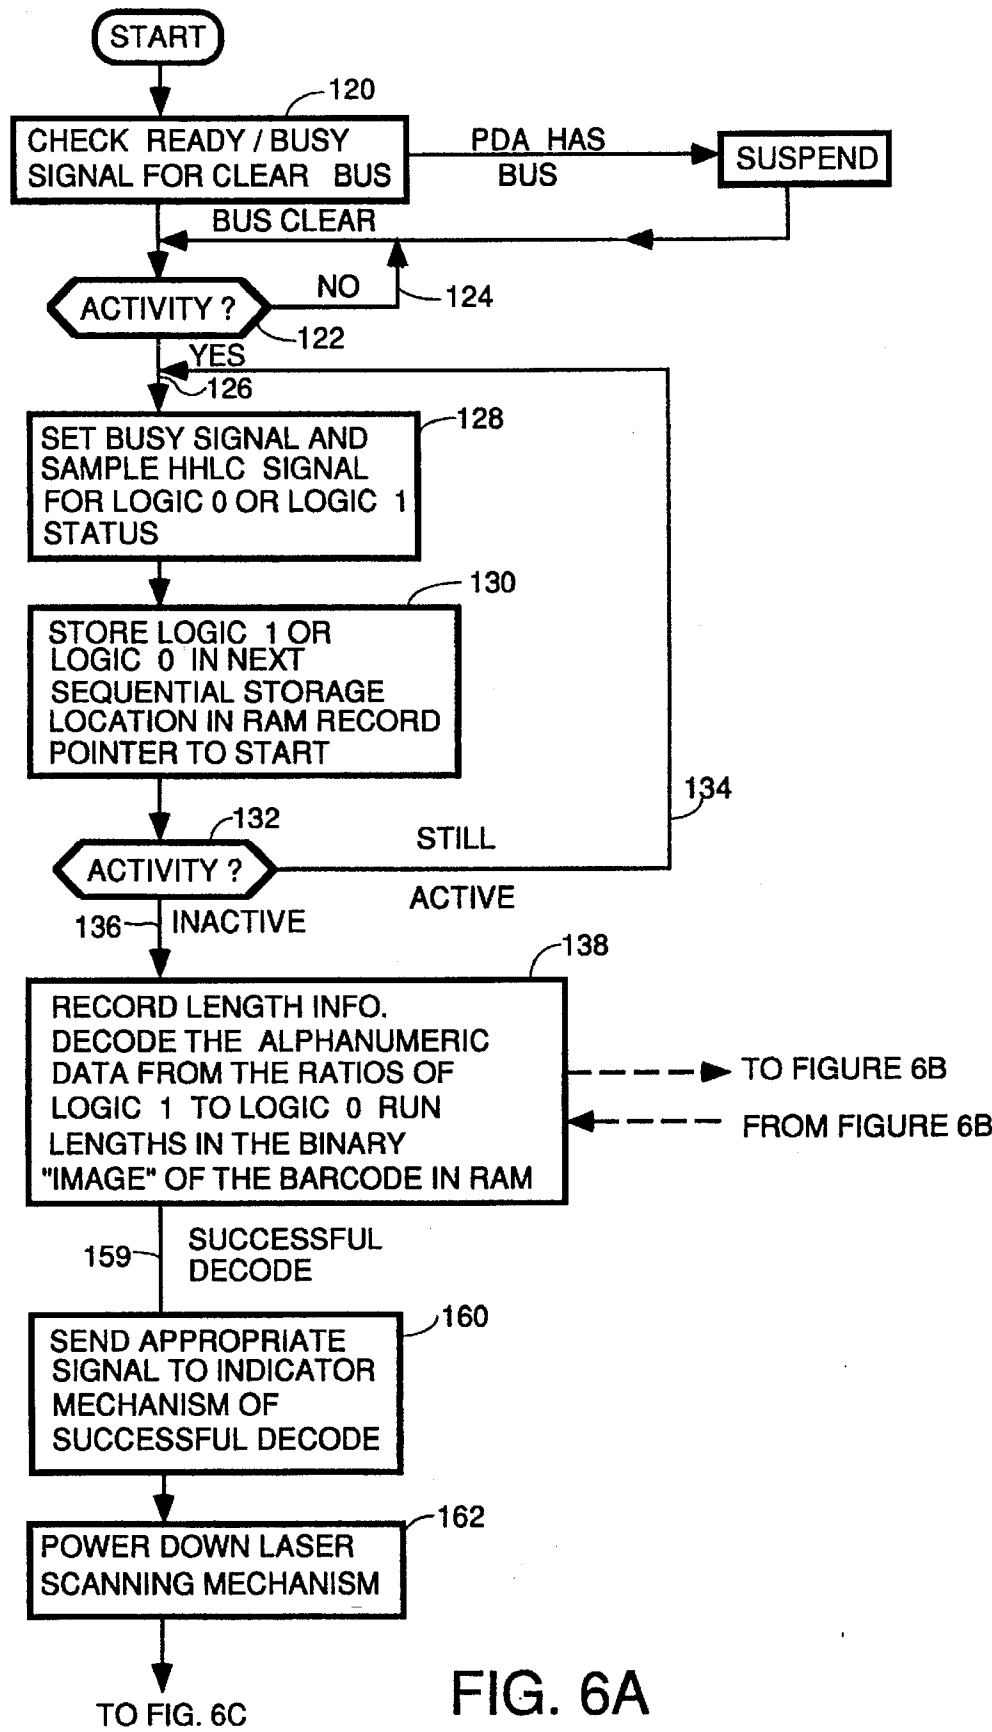 START
120
CHECK READY / BUSY
SIGNAL FOR CLEAR BUS
PDA HAS
BUS
SUSPEND
BUS CLEAR
ACTIVITY ?
NO
124
122
YES
126
128
SET BUSY SIGNAL AND
SAMPLE HHLC SIGNAL
FOR LOGIC 0 OR LOGIC 1
STATUS
130
STORE LOGIC 1 OR
LOGIC 0 IN NEXT
SEQUENTIAL STORAGE
LOCATION IN RAM RECORD
POINTER TO START
134
132
ACTIVITY ?
STILL
ACTIVE
136
INACTIVE
138
RECORD LENGTH INFO.
DECODE THE ALPHANUMERIC
DATA FROM THE RATIOS OF
LOGIC 1 TO LOGIC 0 RUN
LENGTHS IN THE BINARY
"IMAGE" OF THE BARCODE IN RAM
TO FIGURE 6B
FROM FIGURE 6B
159
SUCCESSFUL
DECODE
160
SEND APPROPRIATE
SIGNAL TO INDICATOR
MECHANISM OF
SUCCESSFUL DECODE
162
POWER DOWN LASER
SCANNING MECHANISM
TO FIG. 6C
FIG. 6A